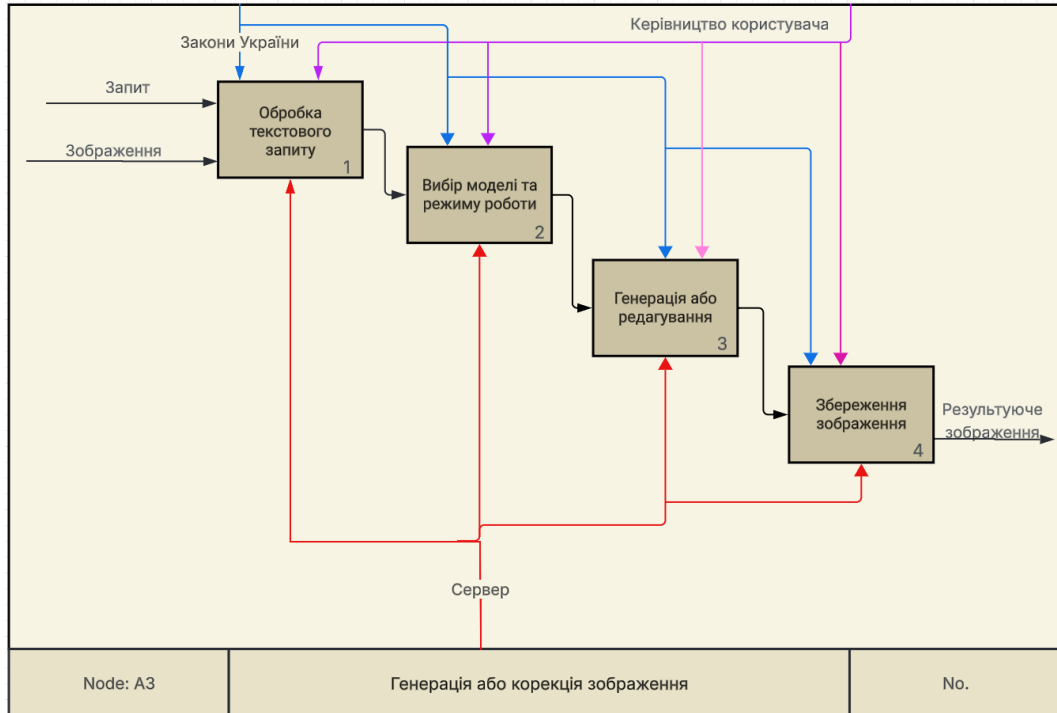 Керівництво користувача
Закони України
Запит
Зображення
Обробка
текстового
запиту
1
Вибір моделі та
режиму роботи
2
Генерація або
редагування
3
Збереження
зображення
4
Результуюче
зображення
Сервер
Node: A3
Генерація або корекція зображення
No.